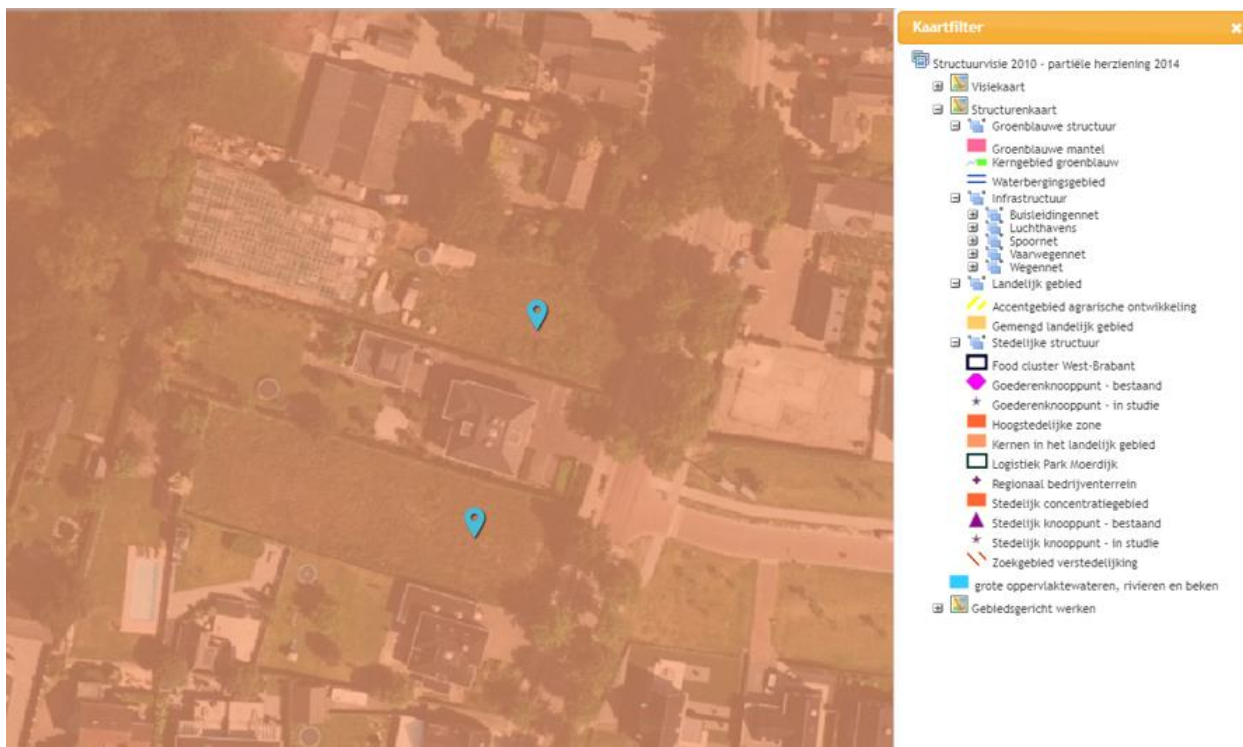 Kaartfilter
Structuurvisie 2010 - partiële herziening 2014
Visiekaart
Structurenkaart
Groenblauwe structuur
Groenblauwe mantel
Kerngebied groenblauw
Waterbergingsgebied
Infrastructuur
Buisleidingennet
Luchthavens
Spoornet
Vaarwegennet
Wegennet
Landelijk gebied
Accentgebied agrarische ontwikkeling
Gemengd landelijk gebied
Stedelijke structuur
Food cluster West-Brabant
Goederenknooppunt - bestaand
Goederenknooppunt - in studie
Hoogstedelijke zone
Kernen in het landelijk gebied
Logistiek Park Moerdijk
Regionaal bedrijventerrein
Stedelijk concentratiegebied
Stedelijk knooppunt - bestaand
Stedelijk knooppunt - in studie
Zoekgebied verstedelijking
grote oppervlaktewateren, rivieren en beken
Gebiedsgericht werken